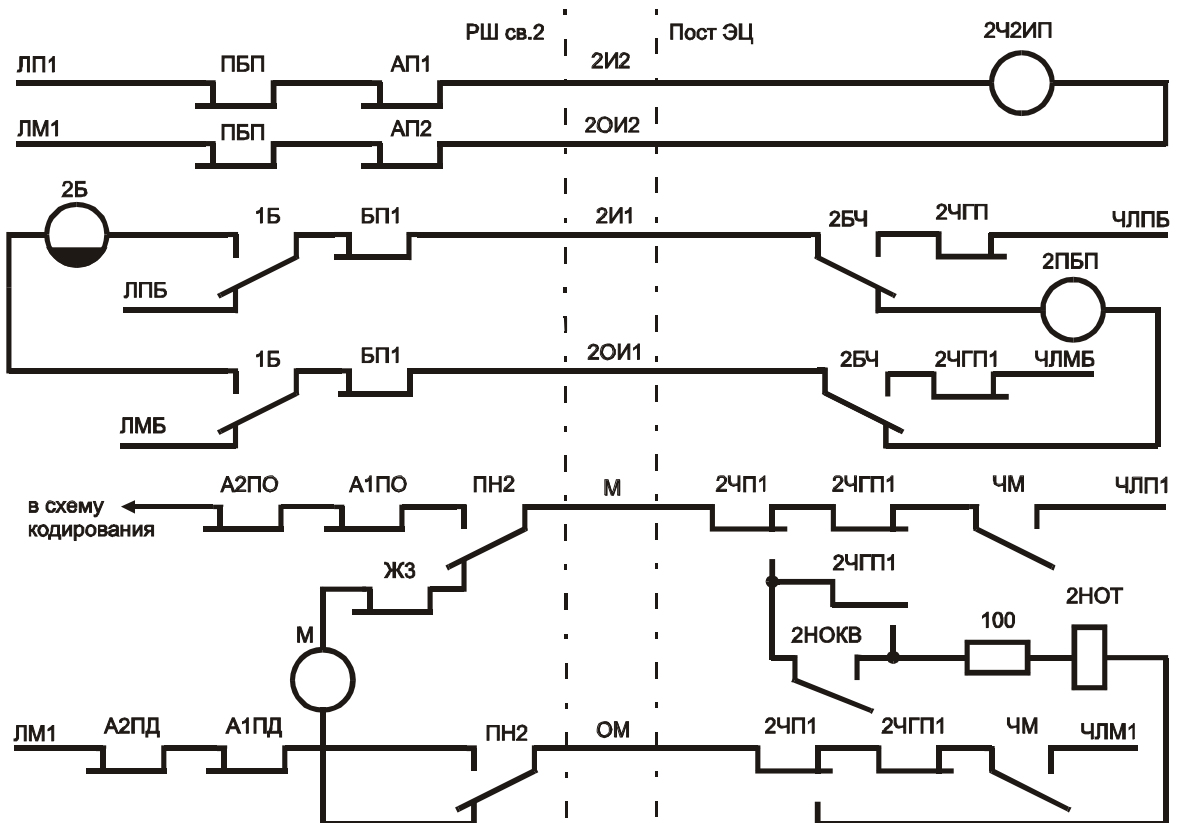 РШ св.2 Пост ЭЦ 2Ч2ИП
ЛП1 ПБП АП1 2И2
ЛМ1 ПБП АП2 2ОИ2
2Б 1Б БП1 2И1 2БЧ 2ЧГП ЧЛПБ
ЛПБ 2ПБП
1Б БП1 2ОИ1 2БЧ 2ЧГП1 ЧЛМБ
ЛМБ
А2ПО А1ПО ПН2 М 2ЧП1 2ЧГП1 ЧМ ЧЛП1
в схему
кодирования
Ж3 2ЧГП1
М 2НОКВ 100 2НОТ
ЛМ1 А2ПД А1ПД ПН2 ОМ 2ЧП1 2ЧГП1 ЧМ ЧЛМ1